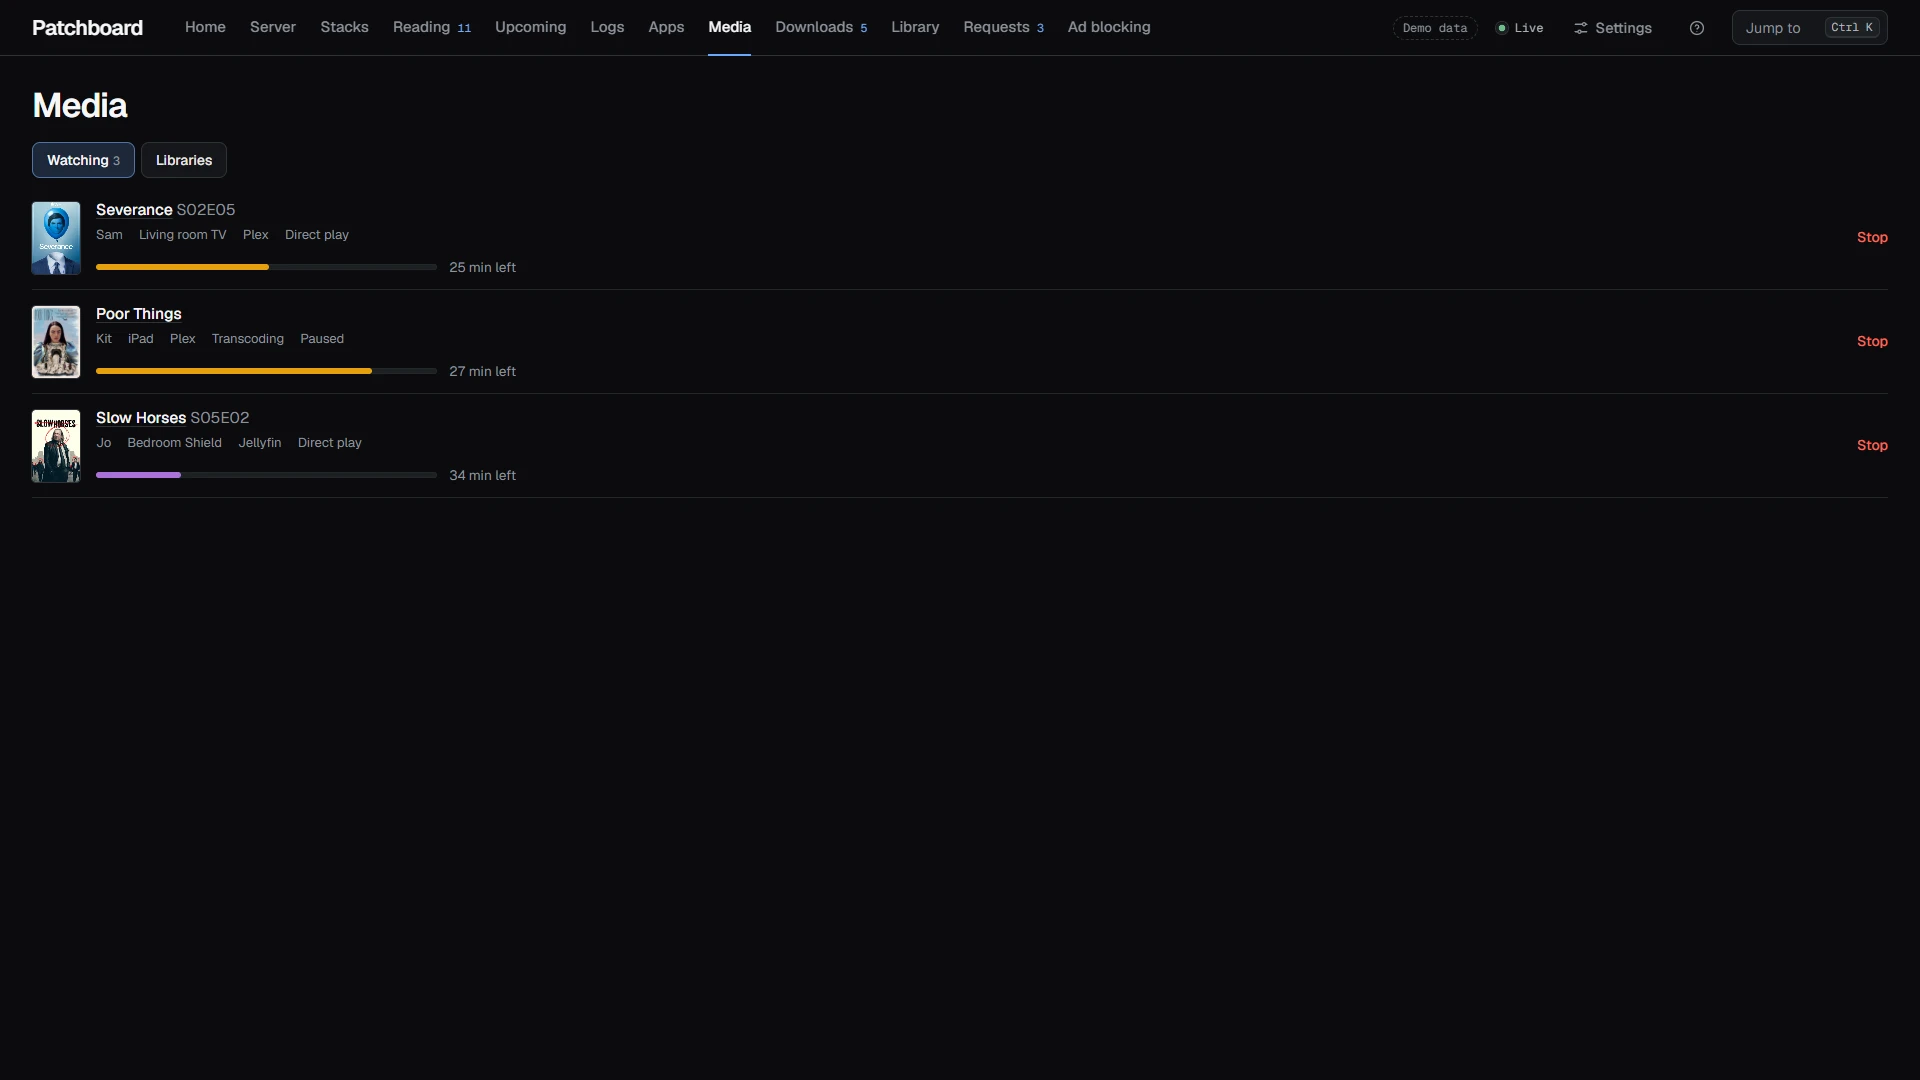 Patchboard Home Server Stacks Reading 11 Upcoming Logs Apps Media Downloads 5 Library Requests 3 Ad blocking Demo data Live Settings Jump to Ctrl K
Media
Watching 3 Libraries
Severance S02E05
Sam Living room TV Plex Direct play
25 min left
Stop
Severance
Poor Things
Kit iPad Plex Transcoding Paused
27 min left
Stop
Slow Horses S05E02
Jo Bedroom Shield Jellyfin Direct play
34 min left
Stop
SLOW HORSES